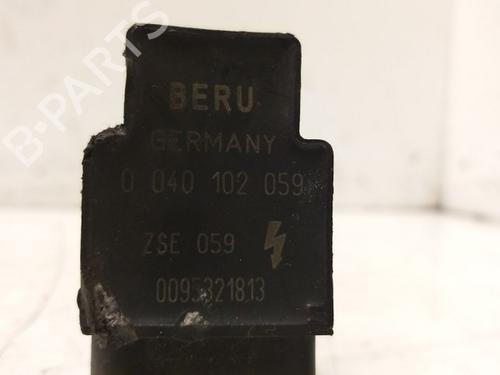 BERU
GERMANY
0 040 102 059
ZSE 059
0095321813
B-PARTS